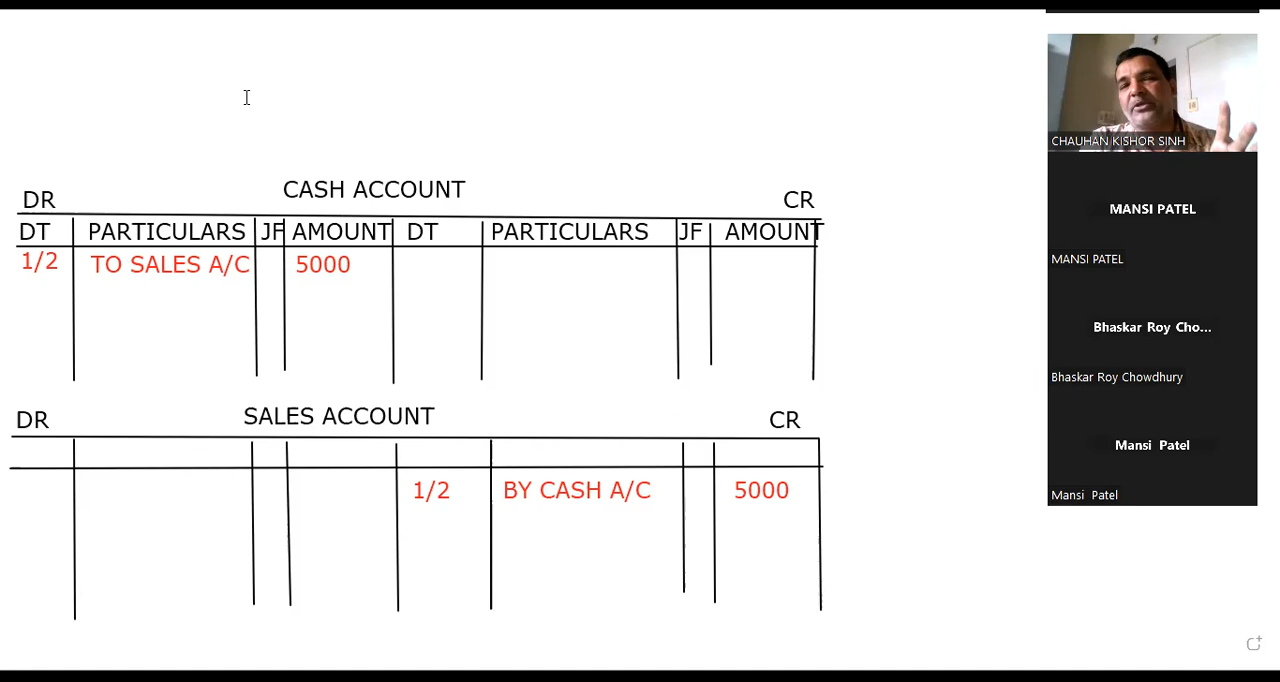 CASH ACCOUNT
DR CR
DT PARTICULARS JF AMOUNT DT PARTICULARS JF AMOUNT
1/2 TO SALES A/C 5000
SALES ACCOUNT
DR CR
1/2 BY CASH A/C 5000
CHAUHAN KISHOR SINH
MANSI PATEL
MANSI PATEL
Bhaskar Roy Cho...
Bhaskar Roy Chowdhury
Mansi Patel
Mansi Patel